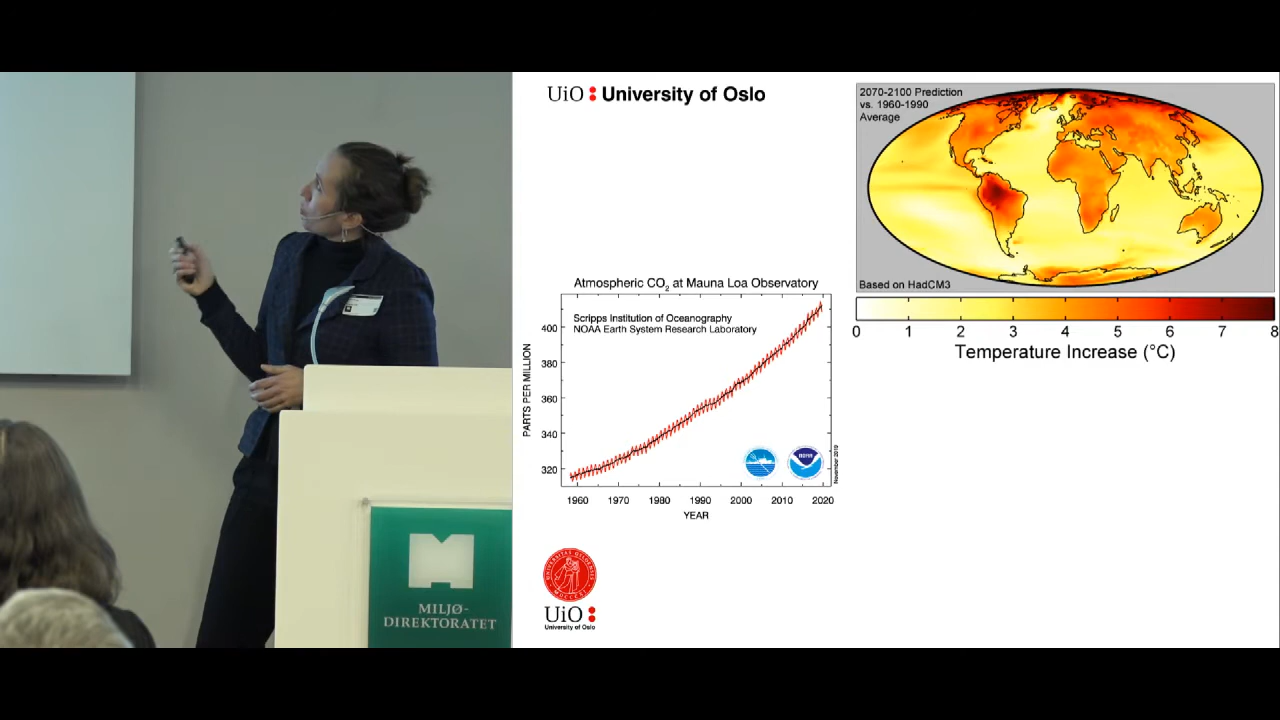 UiO : University of Oslo
2070-2100 Prediction
vs. 1960-1990
Average
Based on HadCM3
0 1 2 3 4 5 6 7 8
Temperature Increase (°C)
Atmospheric CO2 at Mauna Loa Observatory
Scripps Institution of Oceanography
NOAA Earth System Research Laboratory
PARTS PER MILLION
400
380
360
340
320
NOAA
November 2019
1960 1970 1980 1990 2000 2010 2020
YEAR
UiO :
University of Oslo
MILJØ-
DIREKTORATET